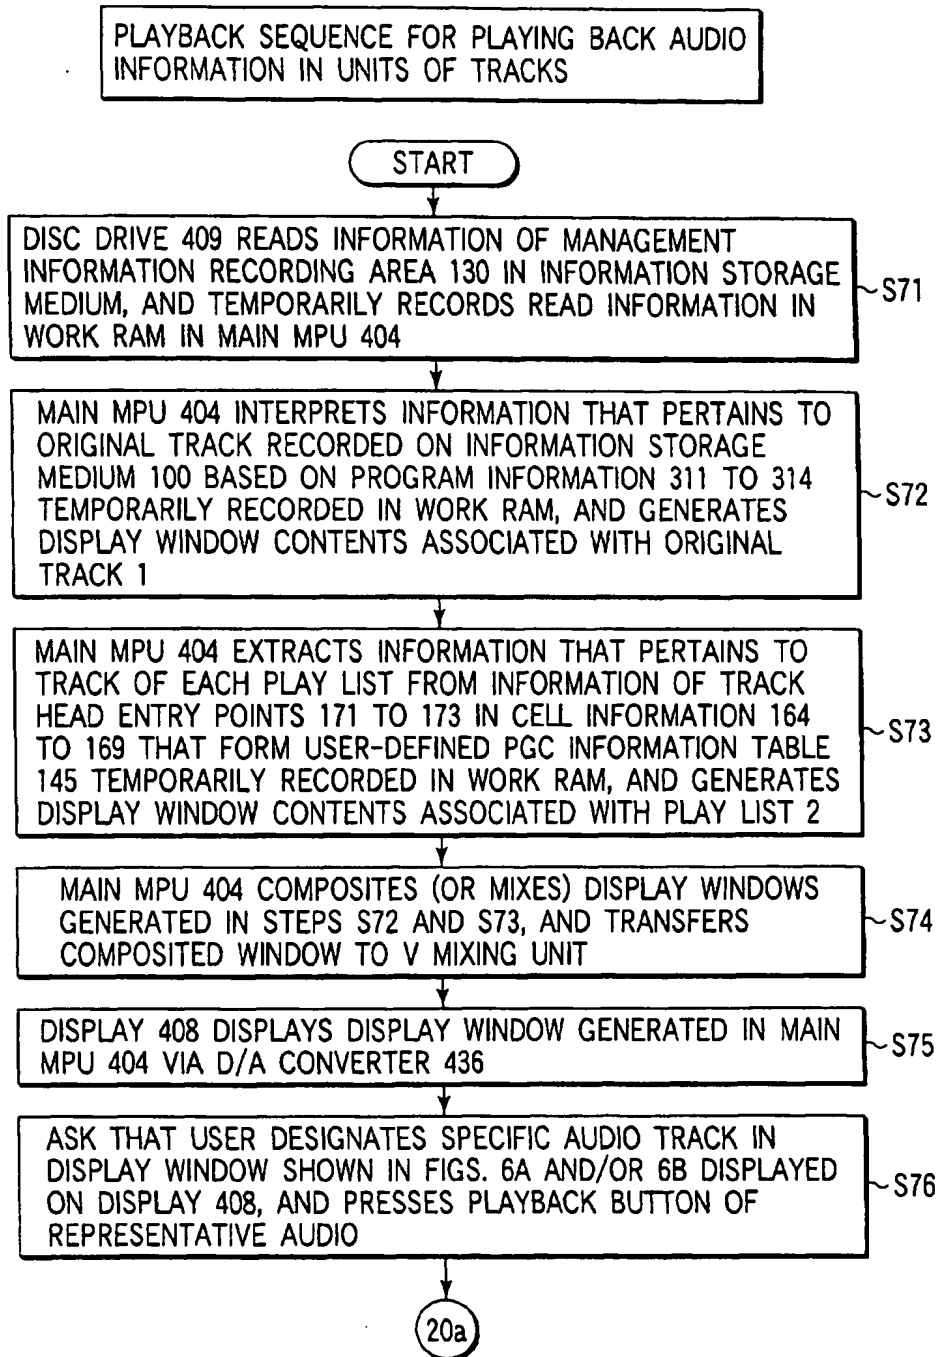 PLAYBACK SEQUENCE FOR PLAYING BACK AUDIO
INFORMATION IN UNITS OF TRACKS
START
DISC DRIVE 409 READS INFORMATION OF MANAGEMENT
INFORMATION RECORDING AREA 130 IN INFORMATION STORAGE
MEDIUM, AND TEMPORARILY RECORDS READ INFORMATION IN
WORK RAM IN MAIN MPU 404
S71
MAIN MPU 404 INTERPRETS INFORMATION THAT PERTAINS TO
ORIGINAL TRACK RECORDED ON INFORMATION STORAGE
MEDIUM 100 BASED ON PROGRAM INFORMATION 311 TO 314
TEMPORARILY RECORDED IN WORK RAM, AND GENERATES
DISPLAY WINDOW CONTENTS ASSOCIATED WITH ORIGINAL
TRACK 1
S72
MAIN MPU 404 EXTRACTS INFORMATION THAT PERTAINS TO
TRACK OF EACH PLAY LIST FROM INFORMATION OF TRACK
HEAD ENTRY POINTS 171 TO 173 IN CELL INFORMATION 164
TO 169 THAT FORM USER-DEFINED PGC INFORMATION TABLE
145 TEMPORARILY RECORDED IN WORK RAM, AND GENERATES
DISPLAY WINDOW CONTENTS ASSOCIATED WITH PLAY LIST 2
S73
MAIN MPU 404 COMPOSITES (OR MIXES) DISPLAY WINDOWS
GENERATED IN STEPS S72 AND S73, AND TRANSFERS
COMPOSITED WINDOW TO V MIXING UNIT
S74
DISPLAY 408 DISPLAYS DISPLAY WINDOW GENERATED IN MAIN
MPU 404 VIA D/A CONVERTER 436
S75
ASK THAT USER DESIGNATES SPECIFIC AUDIO TRACK IN
DISPLAY WINDOW SHOWN IN FIGS. 6A AND/OR 6B DISPLAYED
ON DISPLAY 408, AND PRESSES PLAYBACK BUTTON OF
REPRESENTATIVE AUDIO
S76
20a